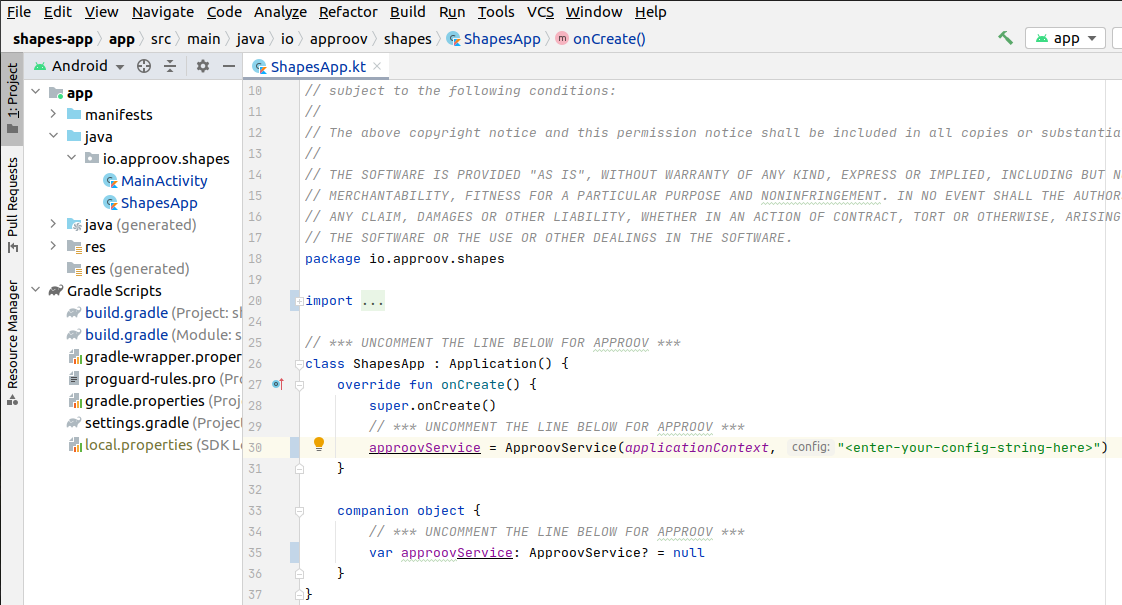 File Edit View Navigate Code Analyze Refactor Build Run Tools VCS Window Help
shapes-app app src main java io approov shapes ShapesApp onCreate() app
1: Project
Pull Requests
Resource Manager
Android
app
manifests
java
io.approov.shapes
MainActivity
ShapesApp
java (generated)
res
res (generated)
Gradle Scripts
build.gradle (Project: sh
build.gradle (Module: s
gradle-wrapper.proper
proguard-rules.pro (Pro
gradle.properties (Proj
settings.gradle (Project
local.properties (SDK Lo
ShapesApp.kt
10 // subject to the following conditions:
11 //
12 // The above copyright notice and this permission notice shall be included in all copies or substantia
13 //
14 // THE SOFTWARE IS PROVIDED "AS IS", WITHOUT WARRANTY OF ANY KIND, EXPRESS OR IMPLIED, INCLUDING BUT N
15 // MERCHANTABILITY, FITNESS FOR A PARTICULAR PURPOSE AND NONINFRINGEMENT. IN NO EVENT SHALL THE AUTHOR
16 // ANY CLAIM, DAMAGES OR OTHER LIABILITY, WHETHER IN AN ACTION OF CONTRACT, TORT OR OTHERWISE, ARISING
17 // THE SOFTWARE OR THE USE OR OTHER DEALINGS IN THE SOFTWARE.
18 package io.approov.shapes
19
20 import ...
24
25 // *** UNCOMMENT THE LINE BELOW FOR APPROOV ***
26 class ShapesApp : Application() {
27 override fun onCreate() {
28 super.onCreate()
29 // *** UNCOMMENT THE LINE BELOW FOR APPROOV ***
30 approovService = ApproovService(applicationContext, config: "<enter-your-config-string-here>")
31 }
32
33 companion object {
34 // *** UNCOMMENT THE LINE BELOW FOR APPROOV ***
35 var approovService: ApproovService? = null
36 }
37 }